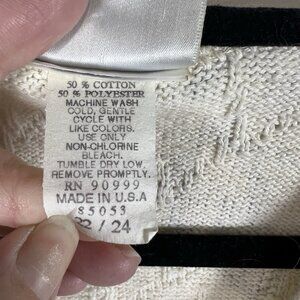 50 % COTTON
50 % POLYESTER
MACHINE WASH
COLD, GENTLE
CYCLE WITH
LIKE COLORS.
USE ONLY
NON-CHLORINE
BLEACH.
TUMBLE DRY LOW.
REMOVE PROMPTLY.
RN 90999
MADE IN U.S.A
85053
22 / 24